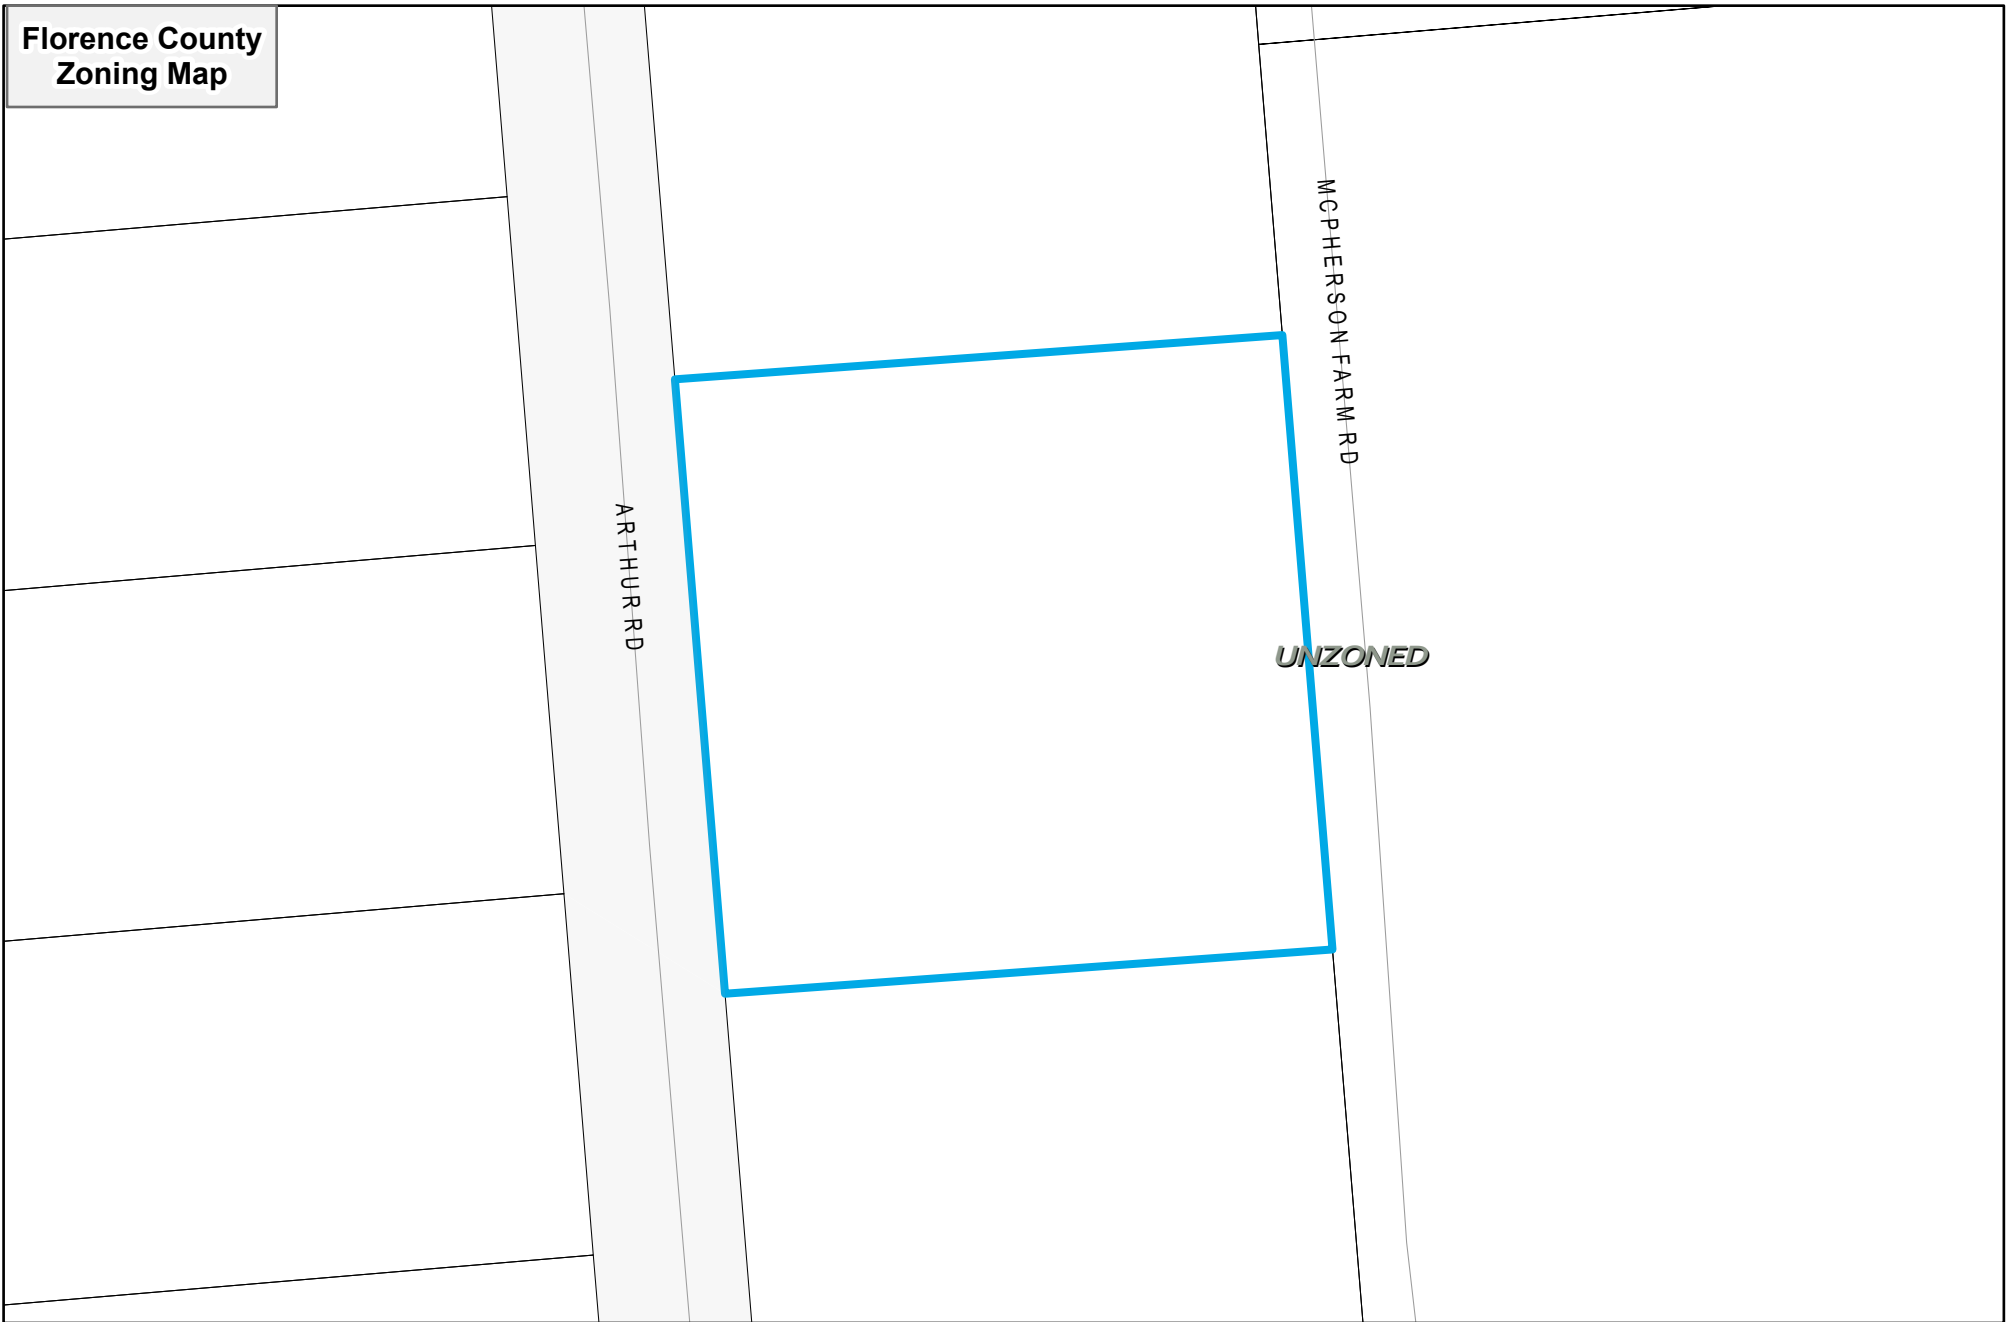 Florence County
Zoning Map
MCPHERSON FARM RD
ARTHUR RD
UNZONED